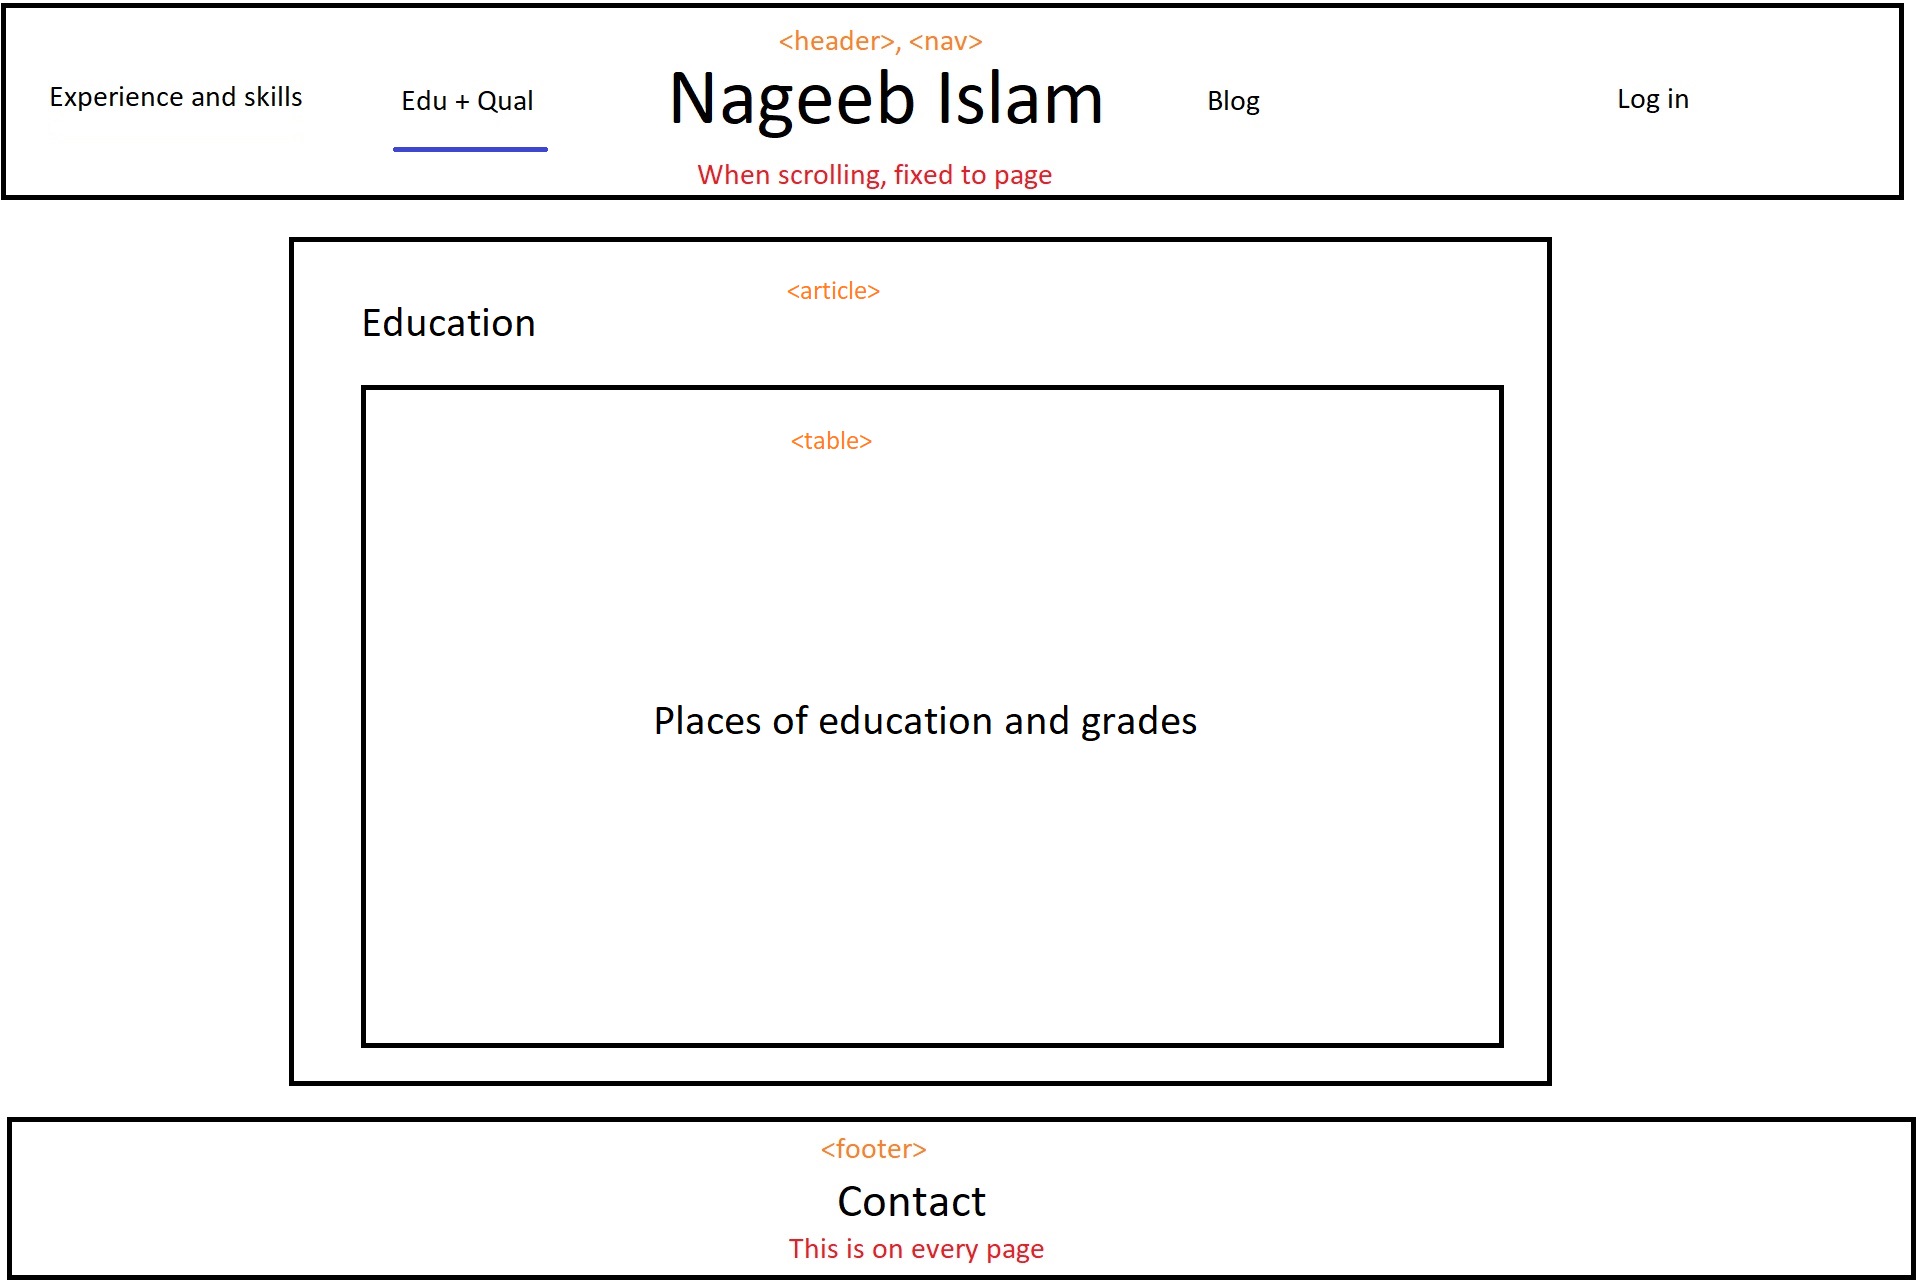 <header>, <nav>
Experience and skills
Edu + Qual
Nageeb Islam
Blog
Log in
When scrolling, fixed to page
<article>
Education
<table>
Places of education and grades
<footer>
Contact
This is on every page